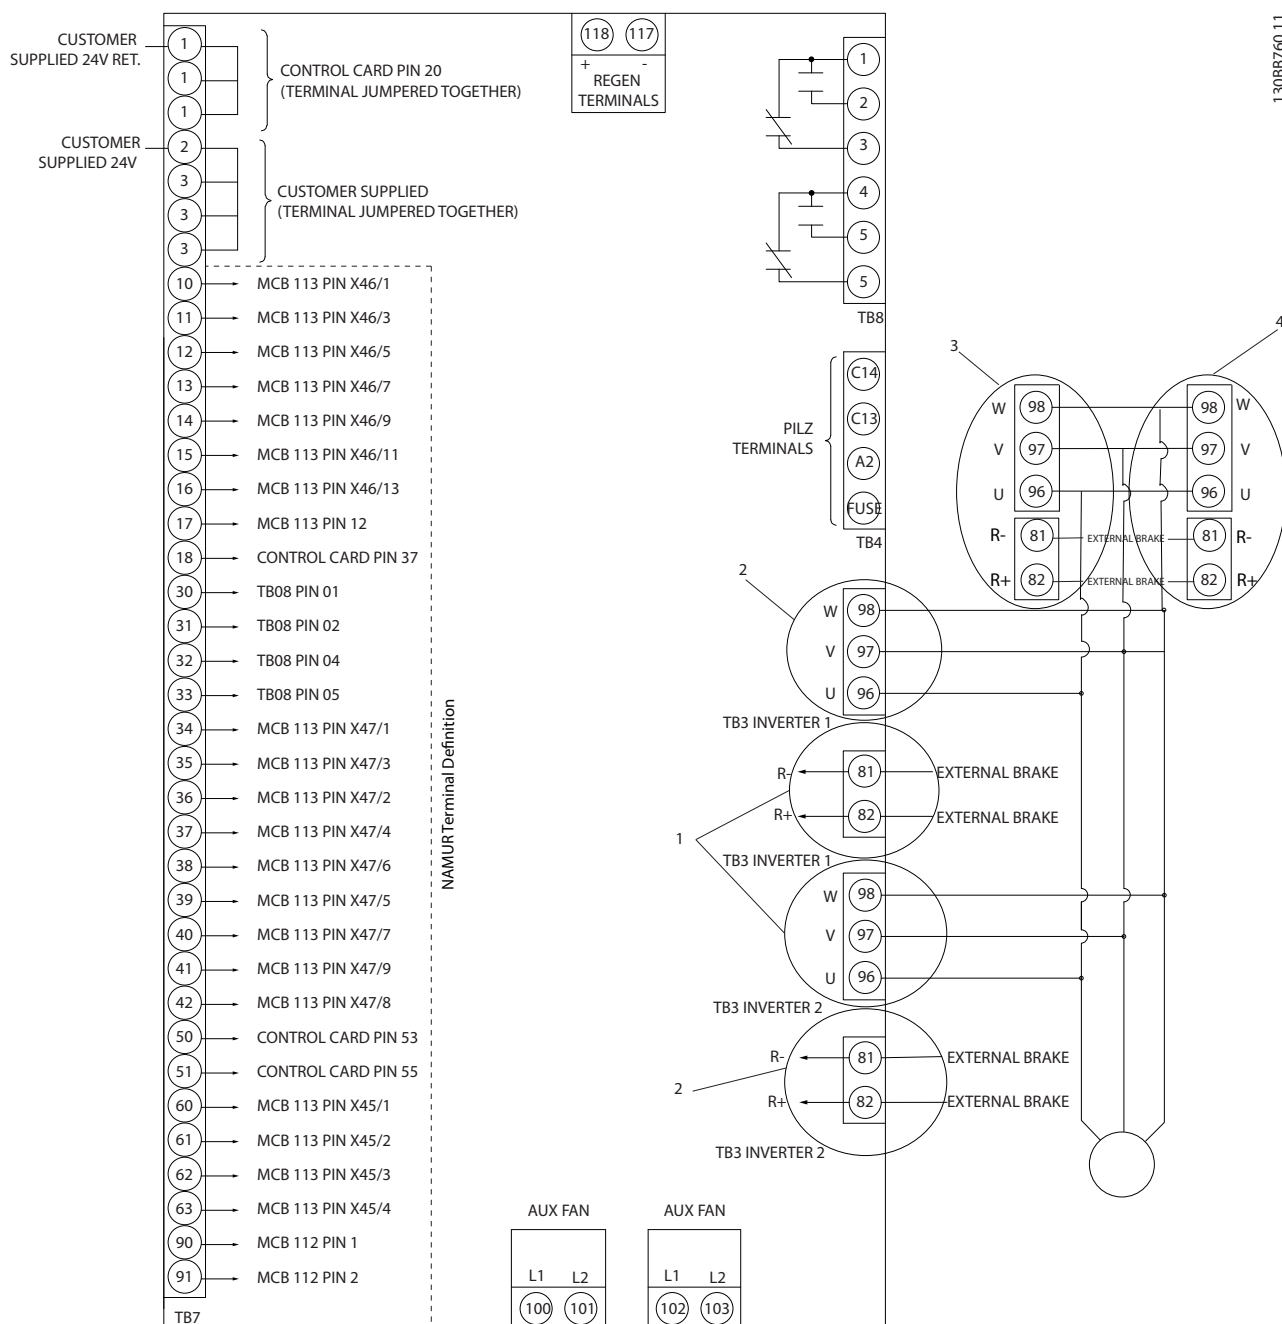 130BB760.11
CUSTOMER
SUPPLIED 24V RET.
1
1
1
CONTROL CARD PIN 20
(TERMINAL JUMPERED TOGETHER)
CUSTOMER
SUPPLIED 24V
2
3
3
3
CUSTOMER SUPPLIED
(TERMINAL JUMPERED TOGETHER)
10 MCB 113 PIN X46/1
11 MCB 113 PIN X46/3
12 MCB 113 PIN X46/5
13 MCB 113 PIN X46/7
14 MCB 113 PIN X46/9
15 MCB 113 PIN X46/11
16 MCB 113 PIN X46/13
17 MCB 113 PIN 12
18 CONTROL CARD PIN 37
30 TB08 PIN 01
31 TB08 PIN 02
32 TB08 PIN 04
33 TB08 PIN 05
34 MCB 113 PIN X47/1
35 MCB 113 PIN X47/3
36 MCB 113 PIN X47/2
37 MCB 113 PIN X47/4
38 MCB 113 PIN X47/6
39 MCB 113 PIN X47/5
40 MCB 113 PIN X47/7
41 MCB 113 PIN X47/9
42 MCB 113 PIN X47/8
50 CONTROL CARD PIN 53
51 CONTROL CARD PIN 55
60 MCB 113 PIN X45/1
61 MCB 113 PIN X45/2
62 MCB 113 PIN X45/3
63 MCB 113 PIN X45/4
90 MCB 112 PIN 1
91 MCB 112 PIN 2
TB7
NAMUR Terminal Definition
118 117
+ -
REGEN
TERMINALS
1
2
3
4
5
5
TB8
PILZ
TERMINALS
C14
C13
A2
FUSE
TB4
2
W 98
V 97
U 96
TB3 INVERTER 1
1
R- 81 EXTERNAL BRAKE
R+ 82 EXTERNAL BRAKE
TB3 INVERTER 1
W 98
V 97
U 96
TB3 INVERTER 2
2
R- 81 EXTERNAL BRAKE
R+ 82 EXTERNAL BRAKE
TB3 INVERTER 2
3
4
W 98 98 W
V 97 97 V
U 96 96 U
R- 81 EXTERNAL BRAKE 81 R-
R+ 82 EXTERNAL BRAKE 82 R+
AUX FAN
L1 L2
100 101
AUX FAN
L1 L2
102 103